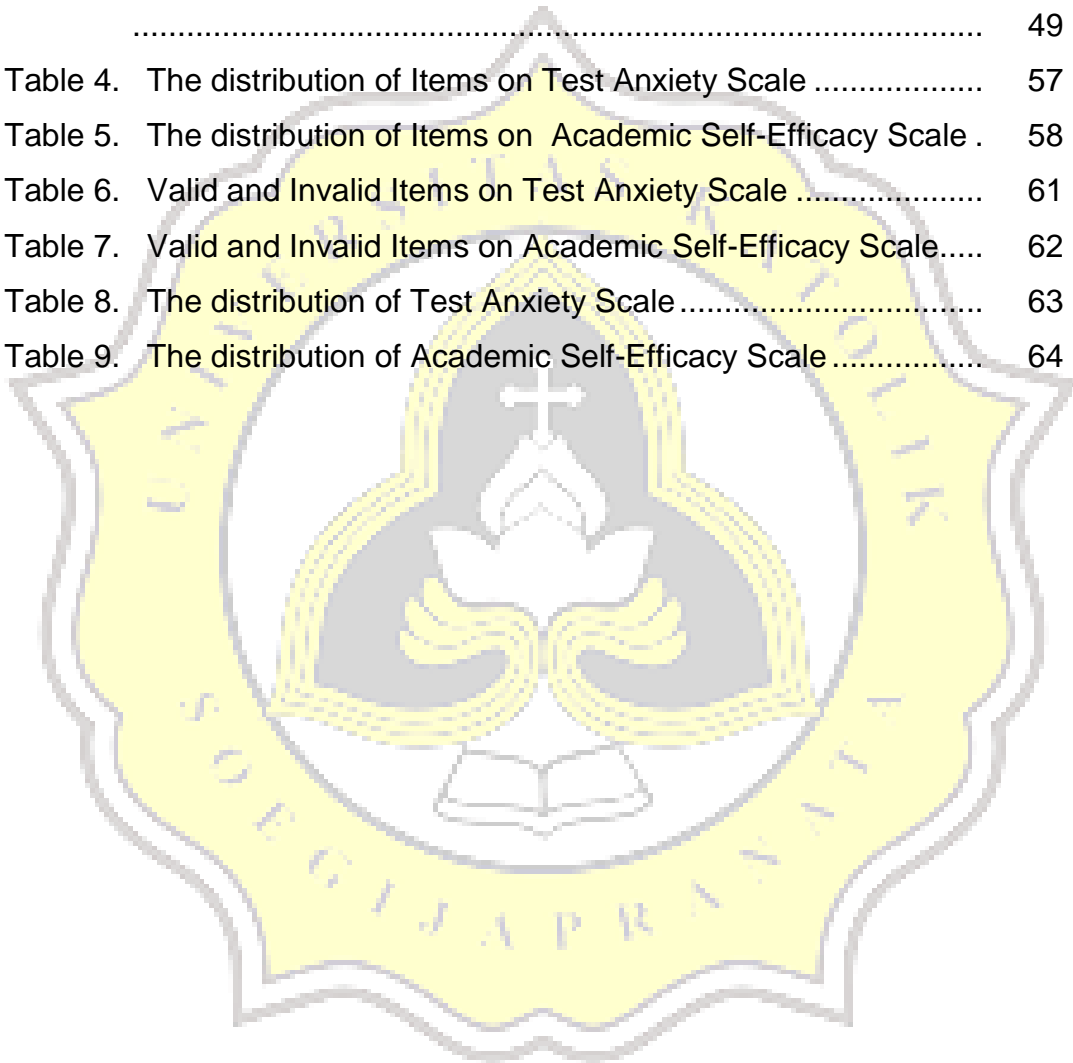 .............................................................................................. 49
Table 4. The distribution of Items on Test Anxiety Scale ................... 57
Table 5. The distribution of Items on  Academic Self-Efficacy Scale . 58
Table 6. Valid and Invalid Items on Test Anxiety Scale ..................... 61
Table 7. Valid and Invalid Items on Academic Self-Efficacy Scale..... 62
Table 8. The distribution of Test Anxiety Scale .................................. 63
Table 9. The distribution of Academic Self-Efficacy Scale ................. 64
UNIVERSITAS KATOLIK
SOEGIJAPRANATA